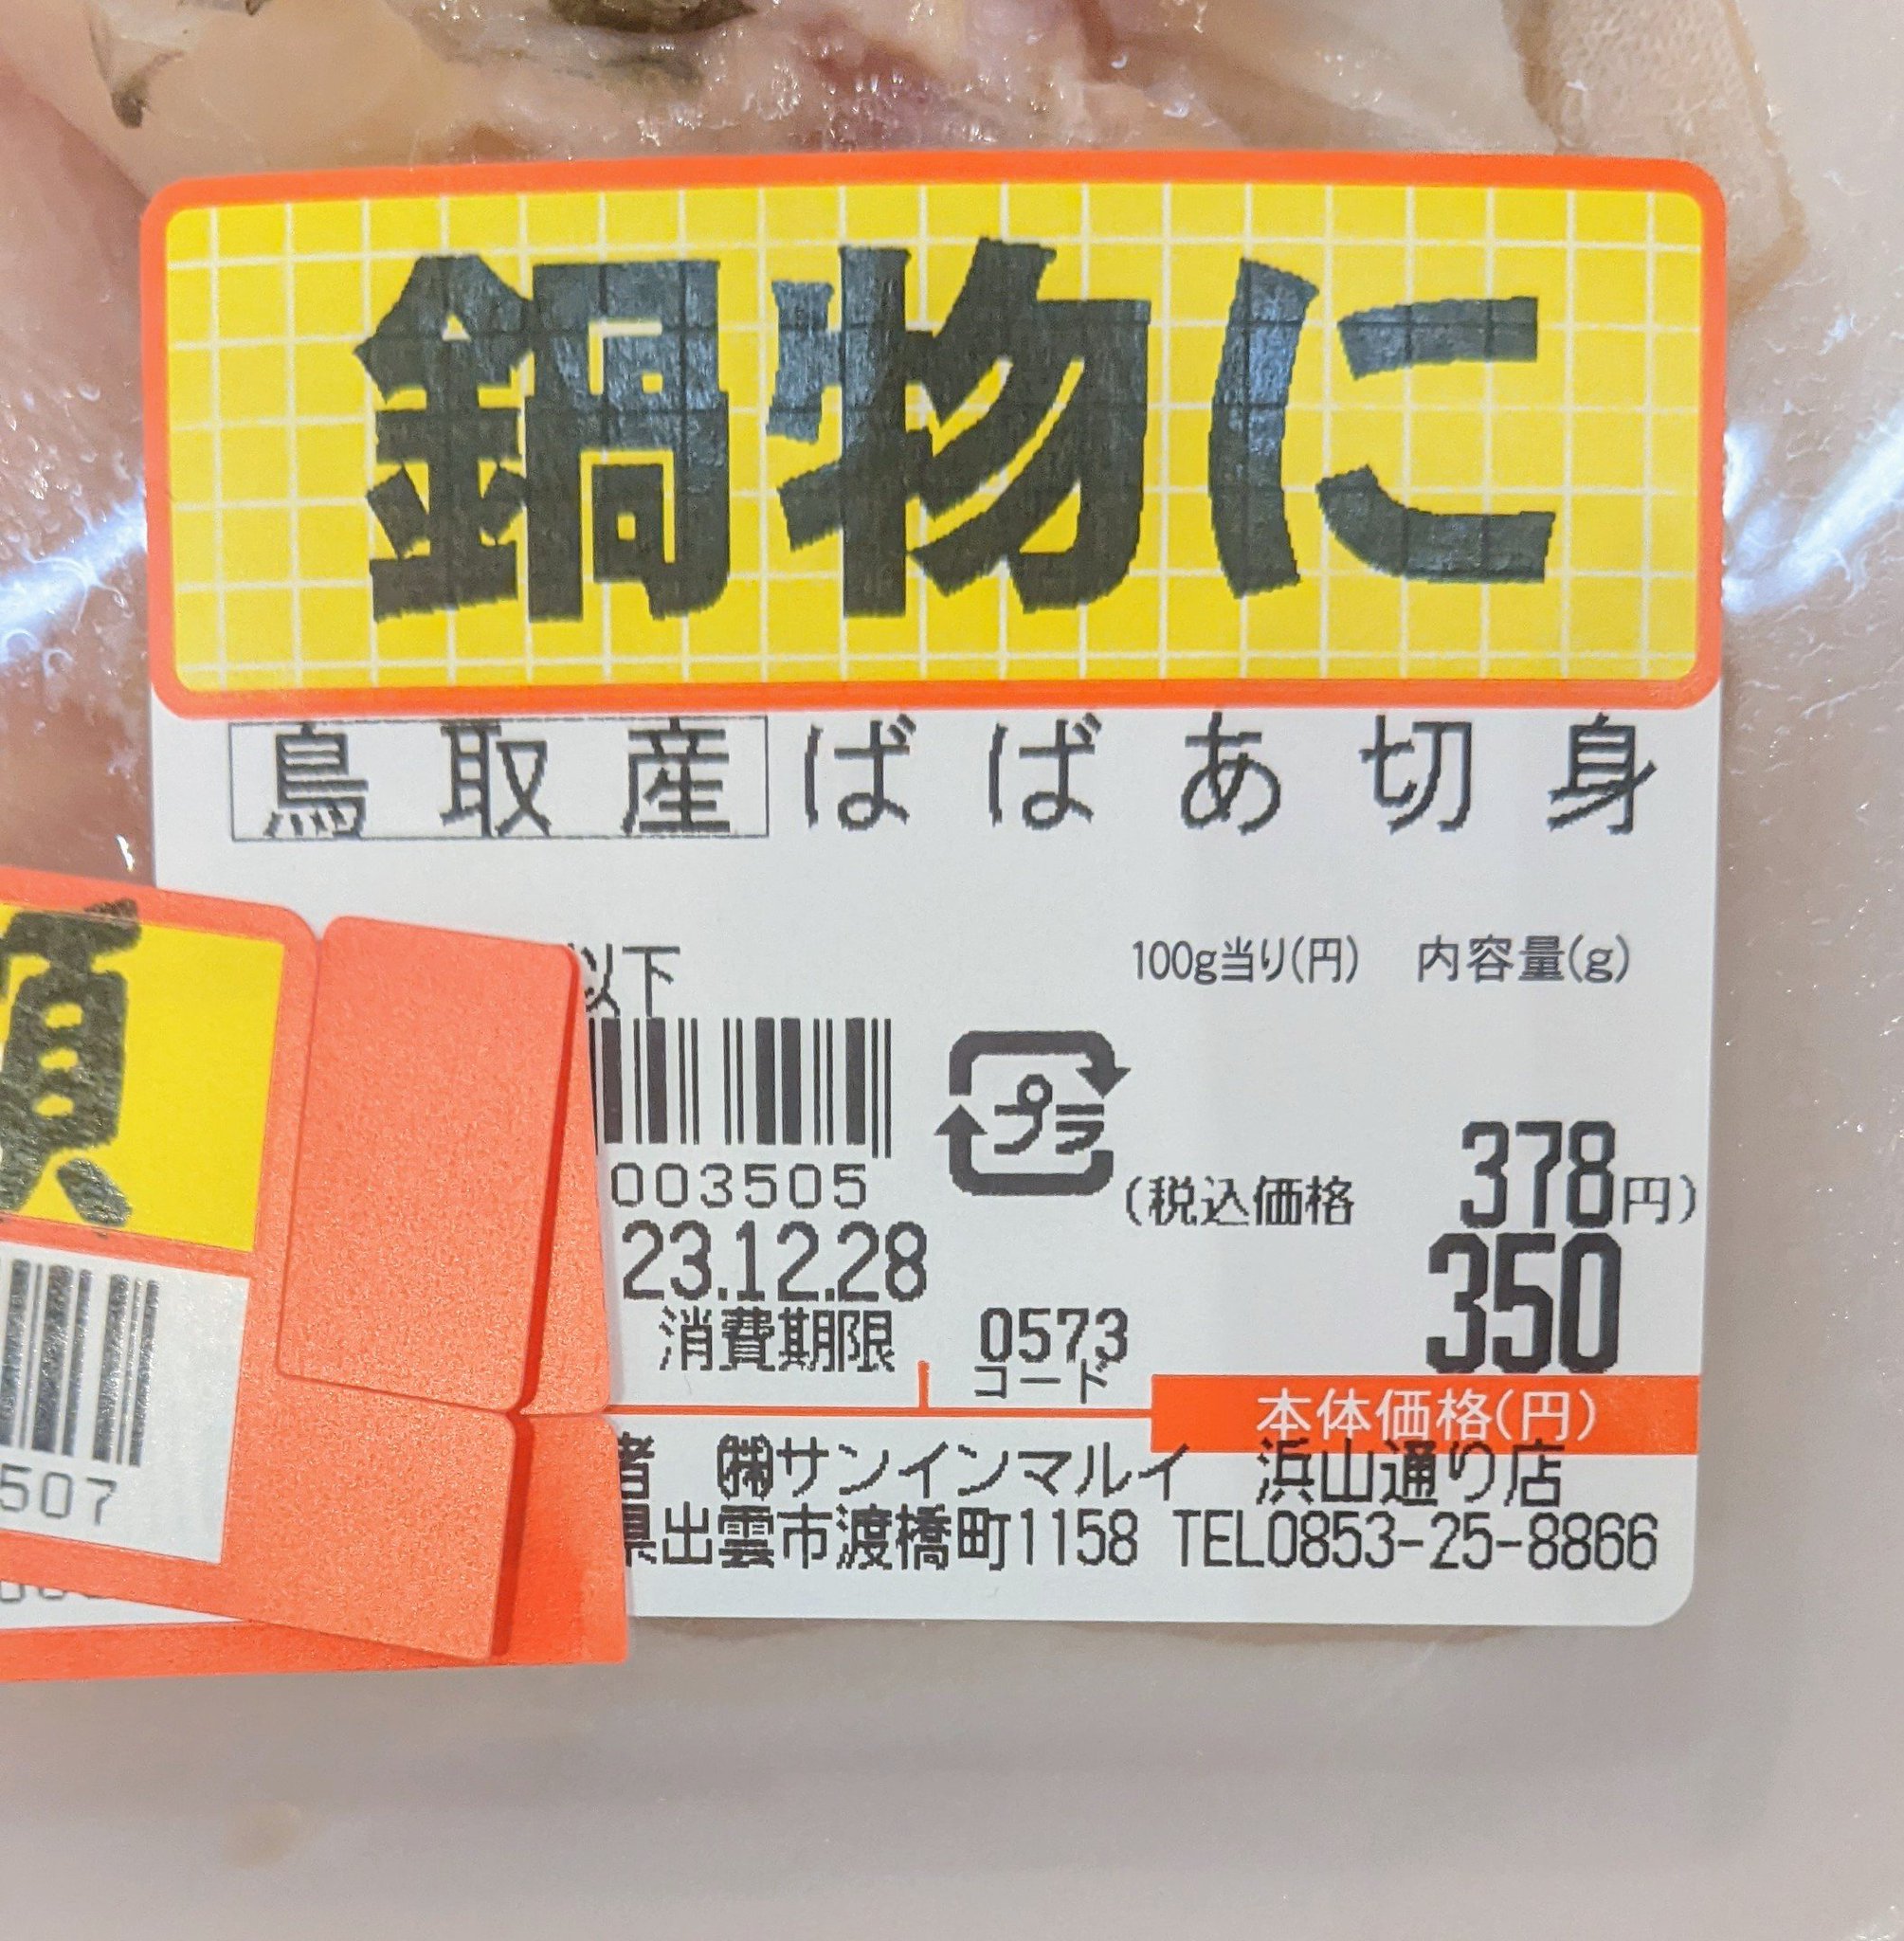 鍋物に
鳥取産ばばあ切身
以下
100g当り(円) 内容量(g)
プラ
003505
(税込価格 378円)
23.12.28
350
消費期限
0573
コード
本体価格(円)
者 ㈱サンインマルイ 浜山通り店
県出雲市渡橋町1158 TEL0853-25-8866
507